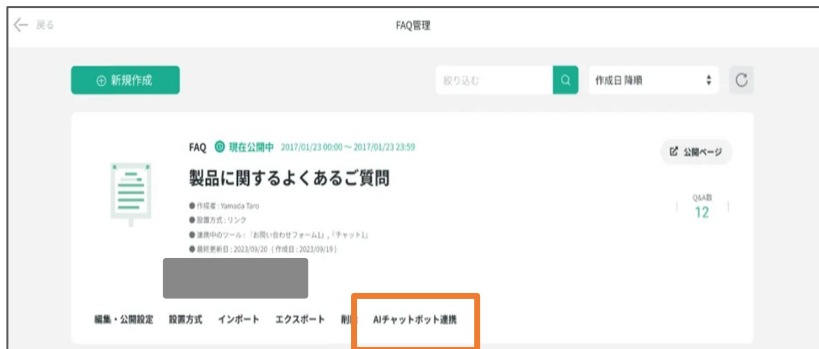 戻る
FAQ管理
新規作成
絞り込む
作成日 降順
FAQ 現在公開中 2017/01/23 00:00 ~ 2017/01/23 23:59
公開ページ
製品に関するよくあるご質問
Q&A数
12
● 作成者 : Yamada Taro
● 設置方式 : リンク
● 連携中のツール : 「お問い合わせフォーム1」, 「チャット1」
● 最終更新日 : 2023/09/20 ( 作成日 : 2023/09/19 )
編集・公開設定 設置方式 インポート エクスポート AIチャットボット連携